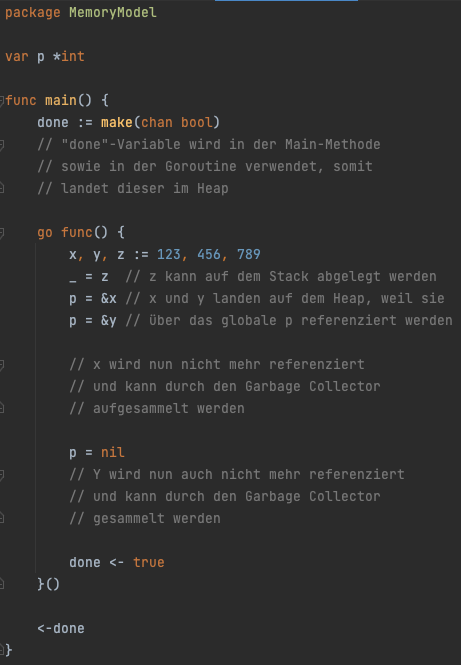 package MemoryModel
var p *int
func main() {
done := make(chan bool)
// "done"-Variable wird in der Main-Methode
// sowie in der Goroutine verwendet, somit
// landet dieser im Heap
go func() {
x, y, z := 123, 456, 789
_ = z // z kann auf dem Stack abgelegt werden
p = &x // x und y landen auf dem Heap, weil sie
p = &y // über das globale p referenziert werden
// x wird nun nicht mehr referenziert
// und kann durch den Garbage Collector
// aufgesammelt werden
p = nil
// Y wird nun auch nicht mehr referenziert
// und kann durch den Garbage Collector
// gesammelt werden
done <- true
}()
<-done
}